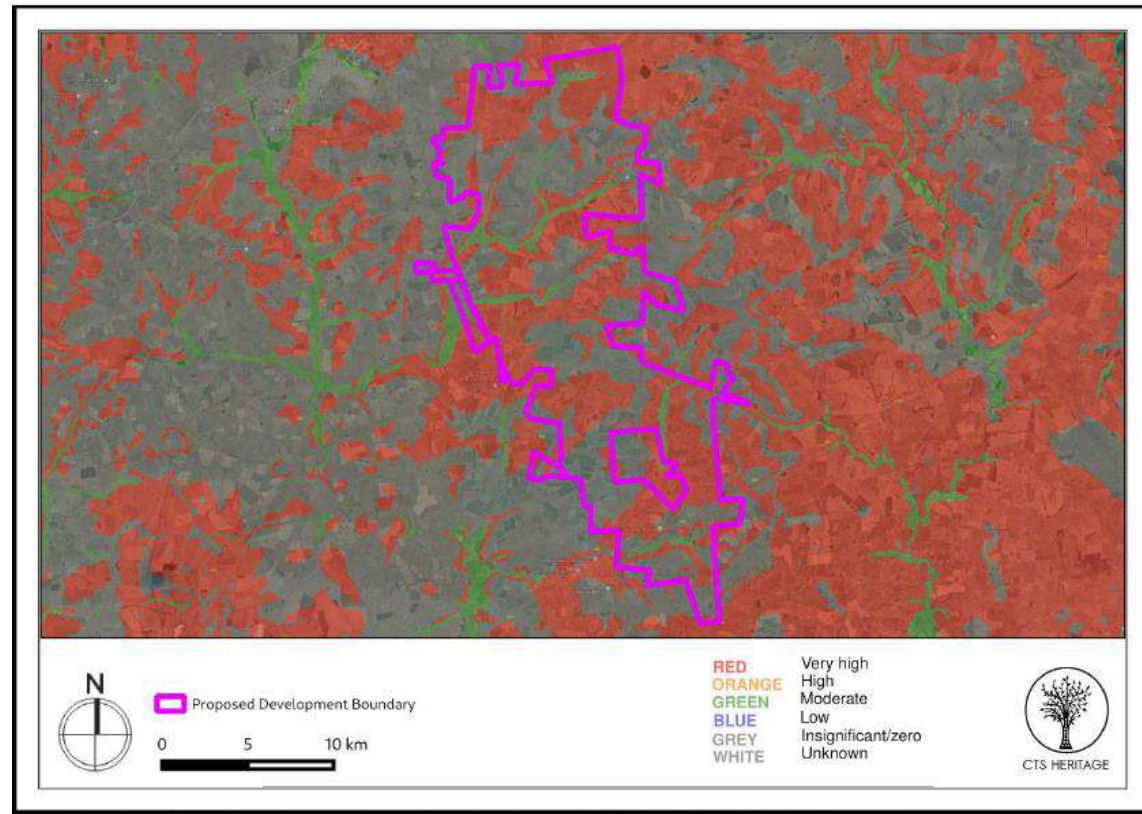 N
Proposed Development Boundary
0 5 10 km
RED Very high
ORANGE High
GREEN Moderate
BLUE Low
GREY Insignificant/zero
WHITE Unknown
CTS HERITAGE